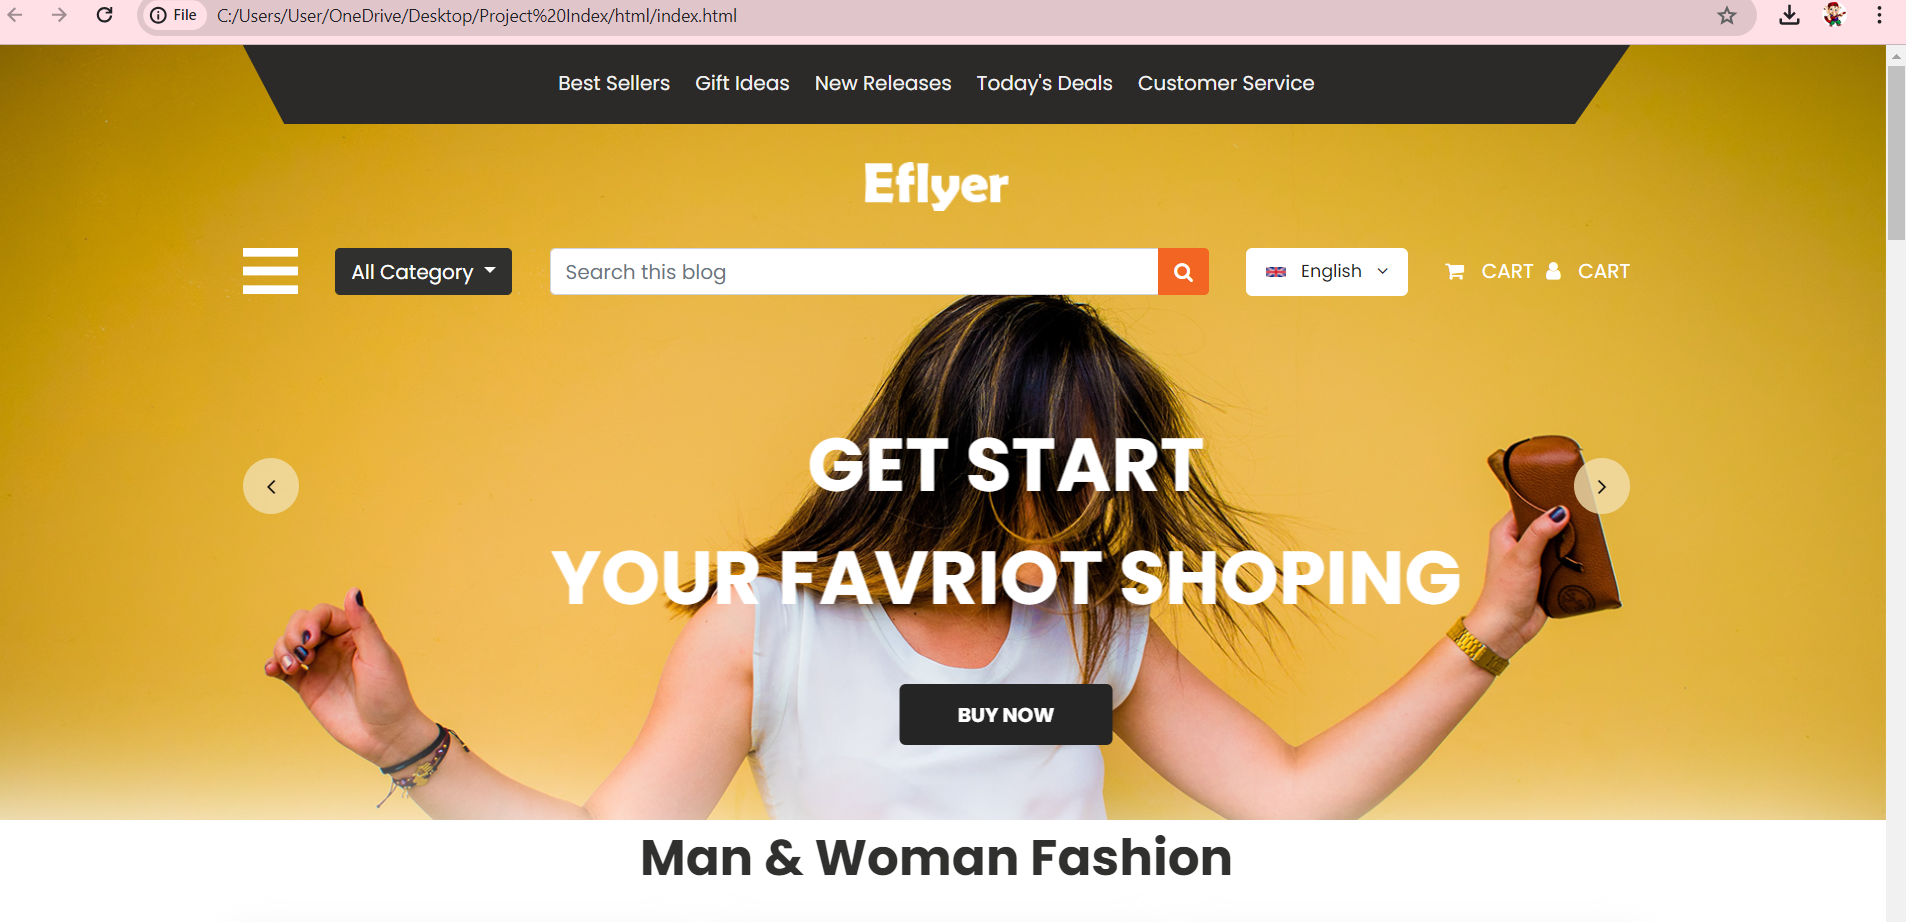 File C:/Users/User/OneDrive/Desktop/Project%20Index/html/index.html
Best Sellers Gift Ideas New Releases Today's Deals Customer Service
Eflyer
All Category Search this blog English CART CART
GET START
YOUR FAVRIOT SHOPING
BUY NOW
Man & Woman Fashion